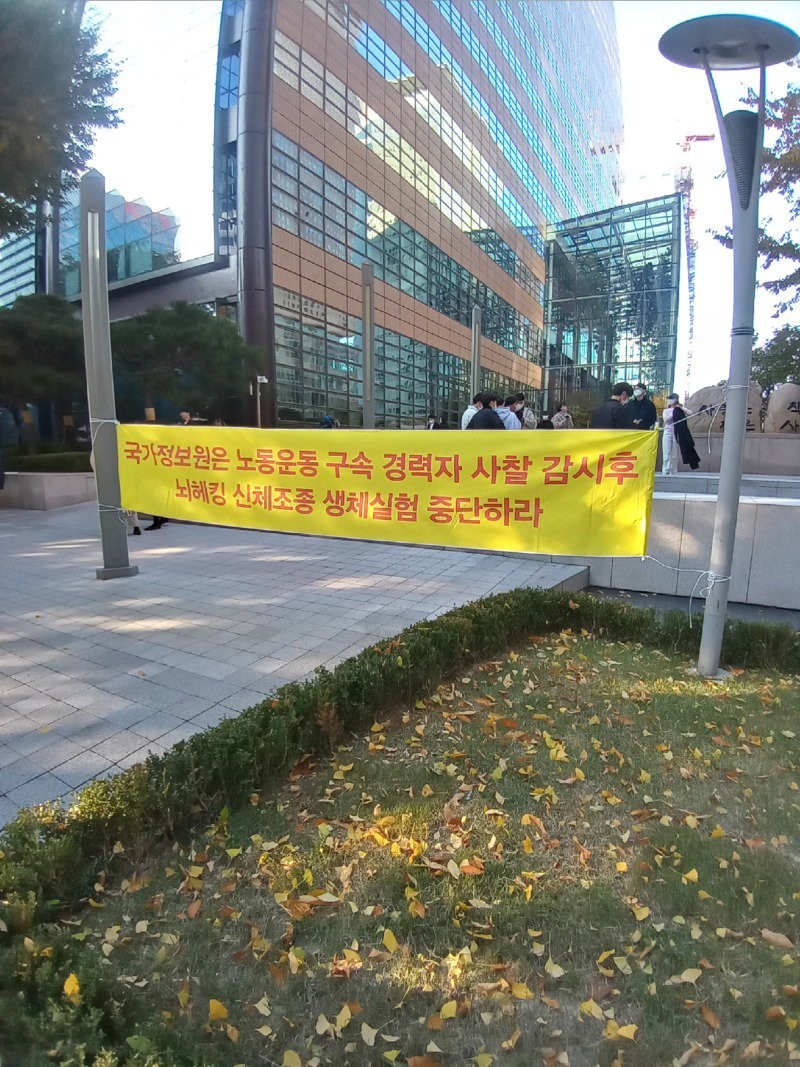 국가정보원은 노동운동 구속 경력자 사찰 감시후
뇌헤킹 신체조종 생체실험 중단하라